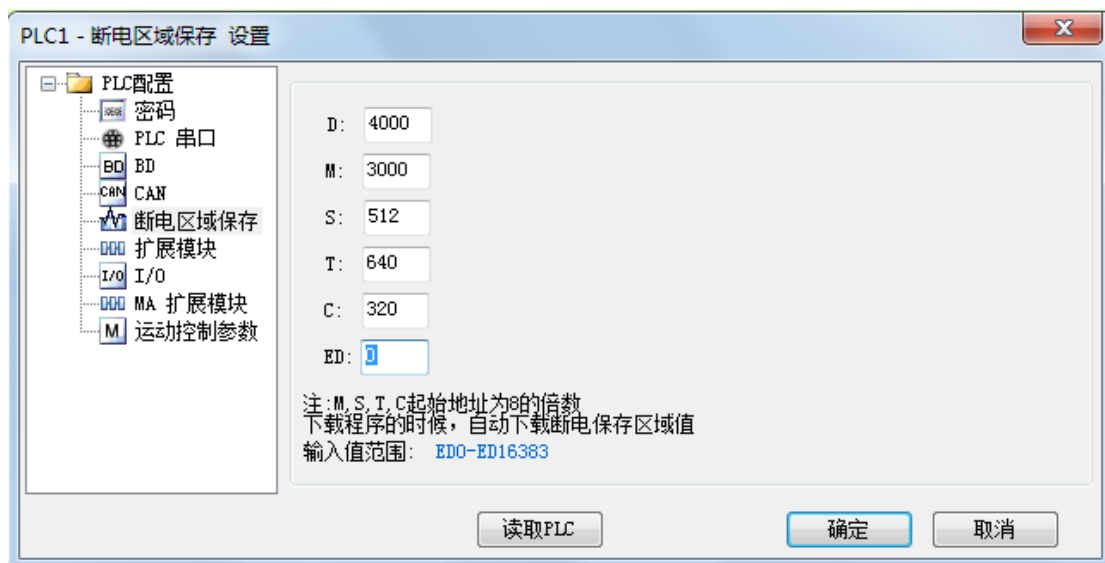 PLC1 - 断电区域保存 设置
PLC配置
密码
PLC 串口
BD BD
CAN CAN
断电区域保存
扩展模块
I/O I/O
MA 扩展模块
M 运动控制参数
D: 4000
M: 3000
S: 512
T: 640
C: 320
ED: 0
注:M,S,T,C起始地址为8的倍数
下载程序的时候，自动下载断电保存区域值
输入值范围: ED0-ED16383
读取PLC
确定
取消